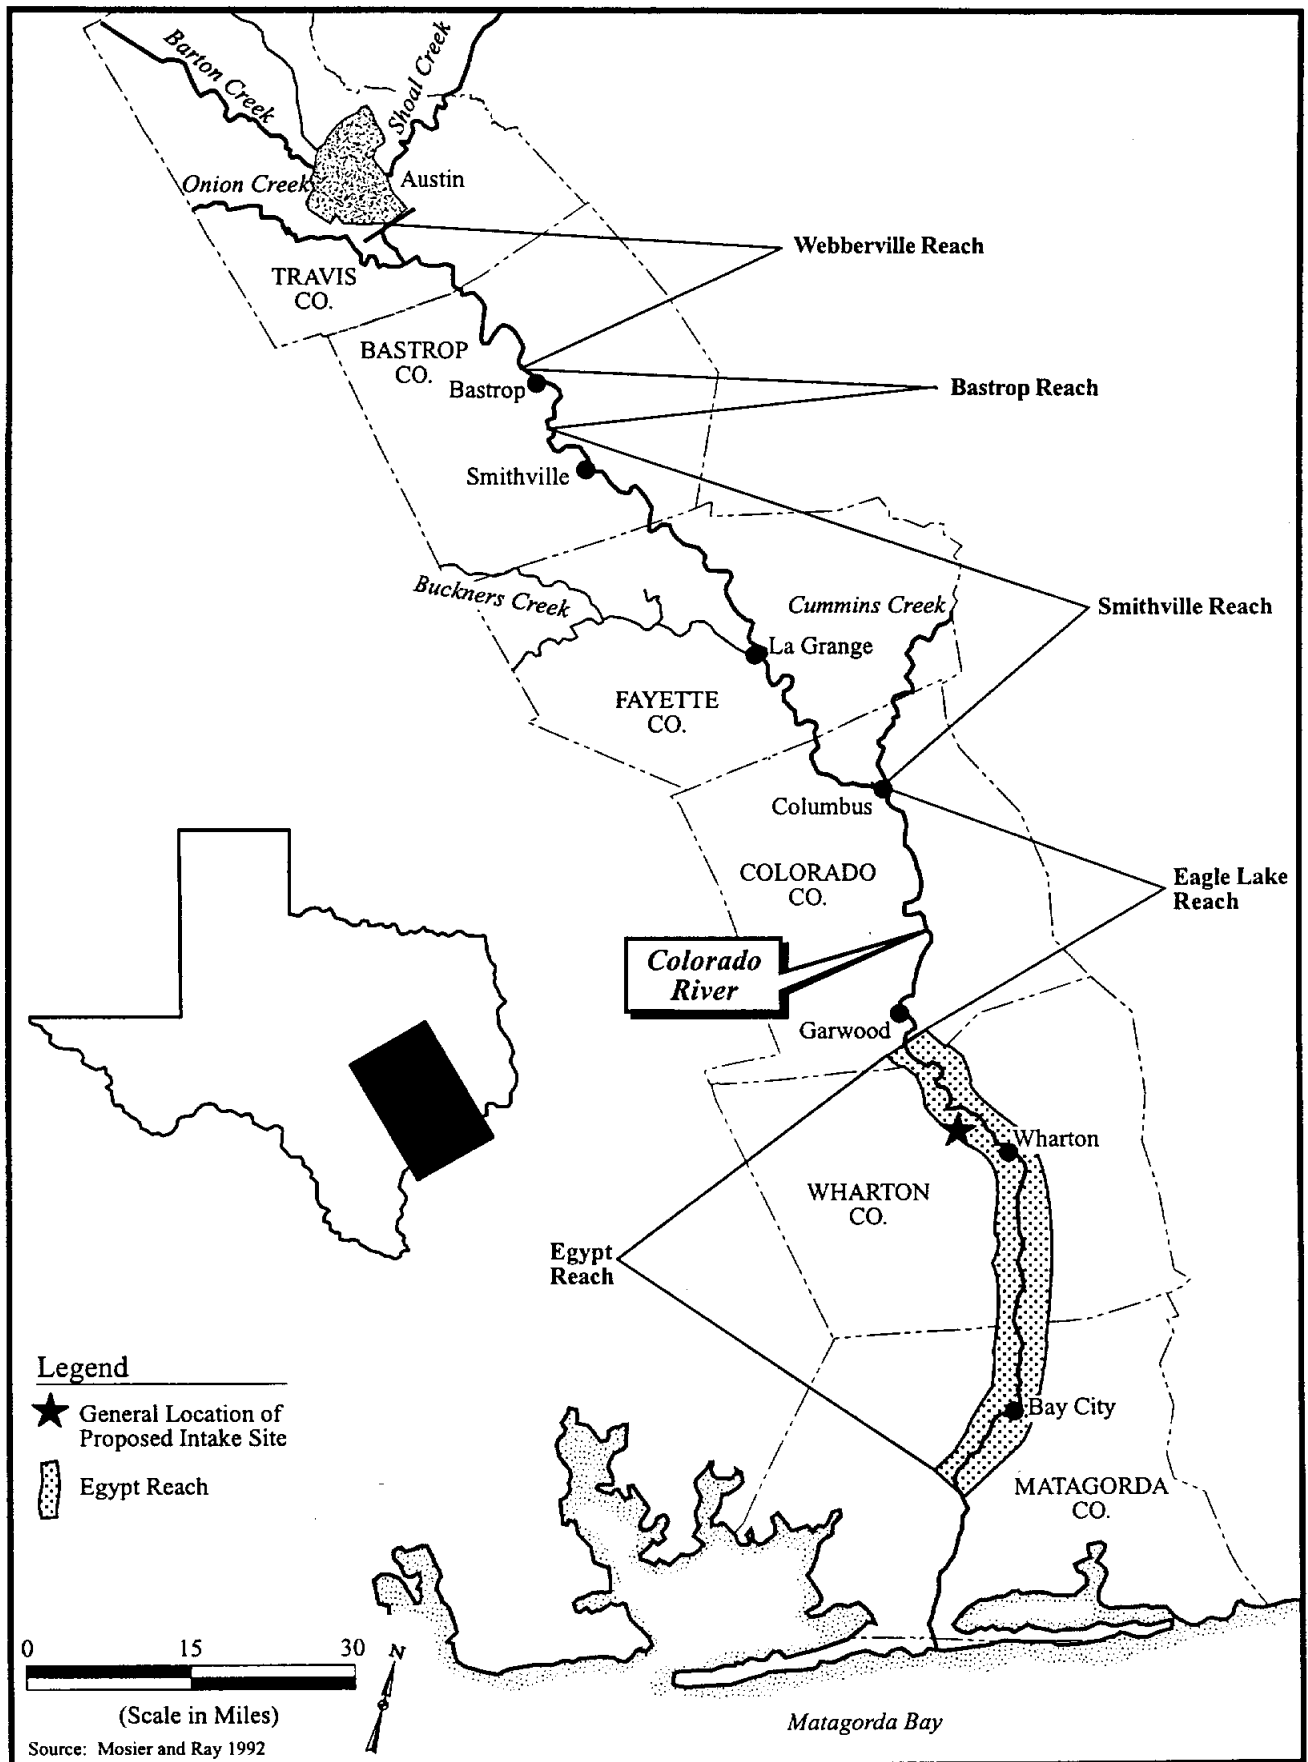 Barton Creek
Shoal Creek
Onion Creek
Austin
Webberville Reach
TRAVIS
CO.
BASTROP
CO.
Bastrop
Bastrop Reach
Smithville
Buckners Creek
Cummins Creek
Smithville Reach
La Grange
FAYETTE
CO.
Columbus
COLORADO
CO.
Eagle Lake
Reach
Colorado
River
Garwood
Wharton
WHARTON
CO.
Egypt
Reach
Legend
General Location of
Proposed Intake Site
Egypt Reach
Bay City
MATAGORDA
CO.
0 15 30
N
(Scale in Miles)
Matagorda Bay
Source: Mosier and Ray 1992